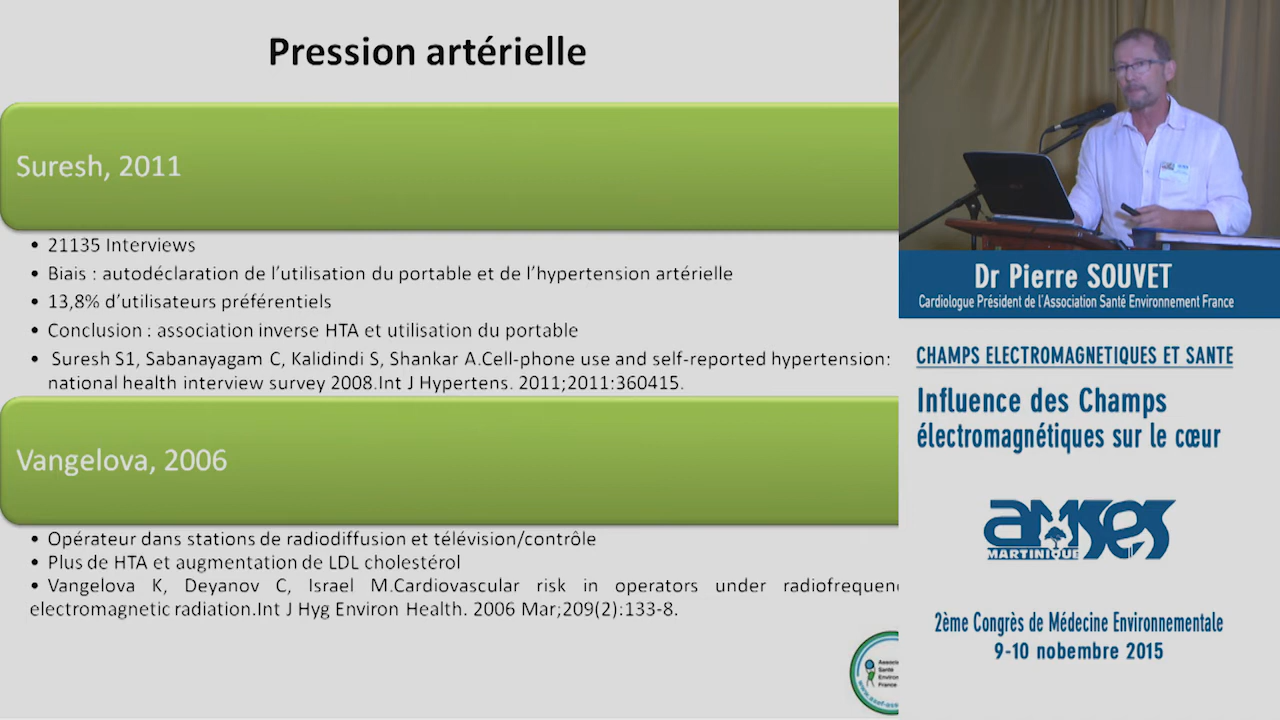 Pression artérielle
Suresh, 2011
• 21135 Interviews
• Biais : autodéclaration de l'utilisation du portable et de l'hypertension artérielle
• 13,8% d'utilisateurs préférentiels
• Conclusion : association inverse HTA et utilisation du portable
• Suresh S1, Sabanayagam C, Kalidindi S, Shankar A.Cell-phone use and self-reported hypertension:
national health interview survey 2008.Int J Hypertens. 2011;2011:360415.
Vangelova, 2006
• Opérateur dans stations de radiodiffusion et télévision/contrôle
• Plus de HTA et augmentation de LDL cholestérol
• Vangelova K, Deyanov C, Israel M.Cardiovascular risk in operators under radiofrequen
electromagnetic radiation.Int J Hyg Environ Health. 2006 Mar;209(2):133-8.
Santé
Dr Pierre SOUVET
Cardiologue Président de l'Association Santé Environnement France
CHAMPS ELECTROMAGNETIQUES ET SANTE
Influence des Champs
électromagnétiques sur le cœur
AMSES
MARTINIQUE
2ème Congrès de Médecine Environnementale
9-10 nobembre 2015